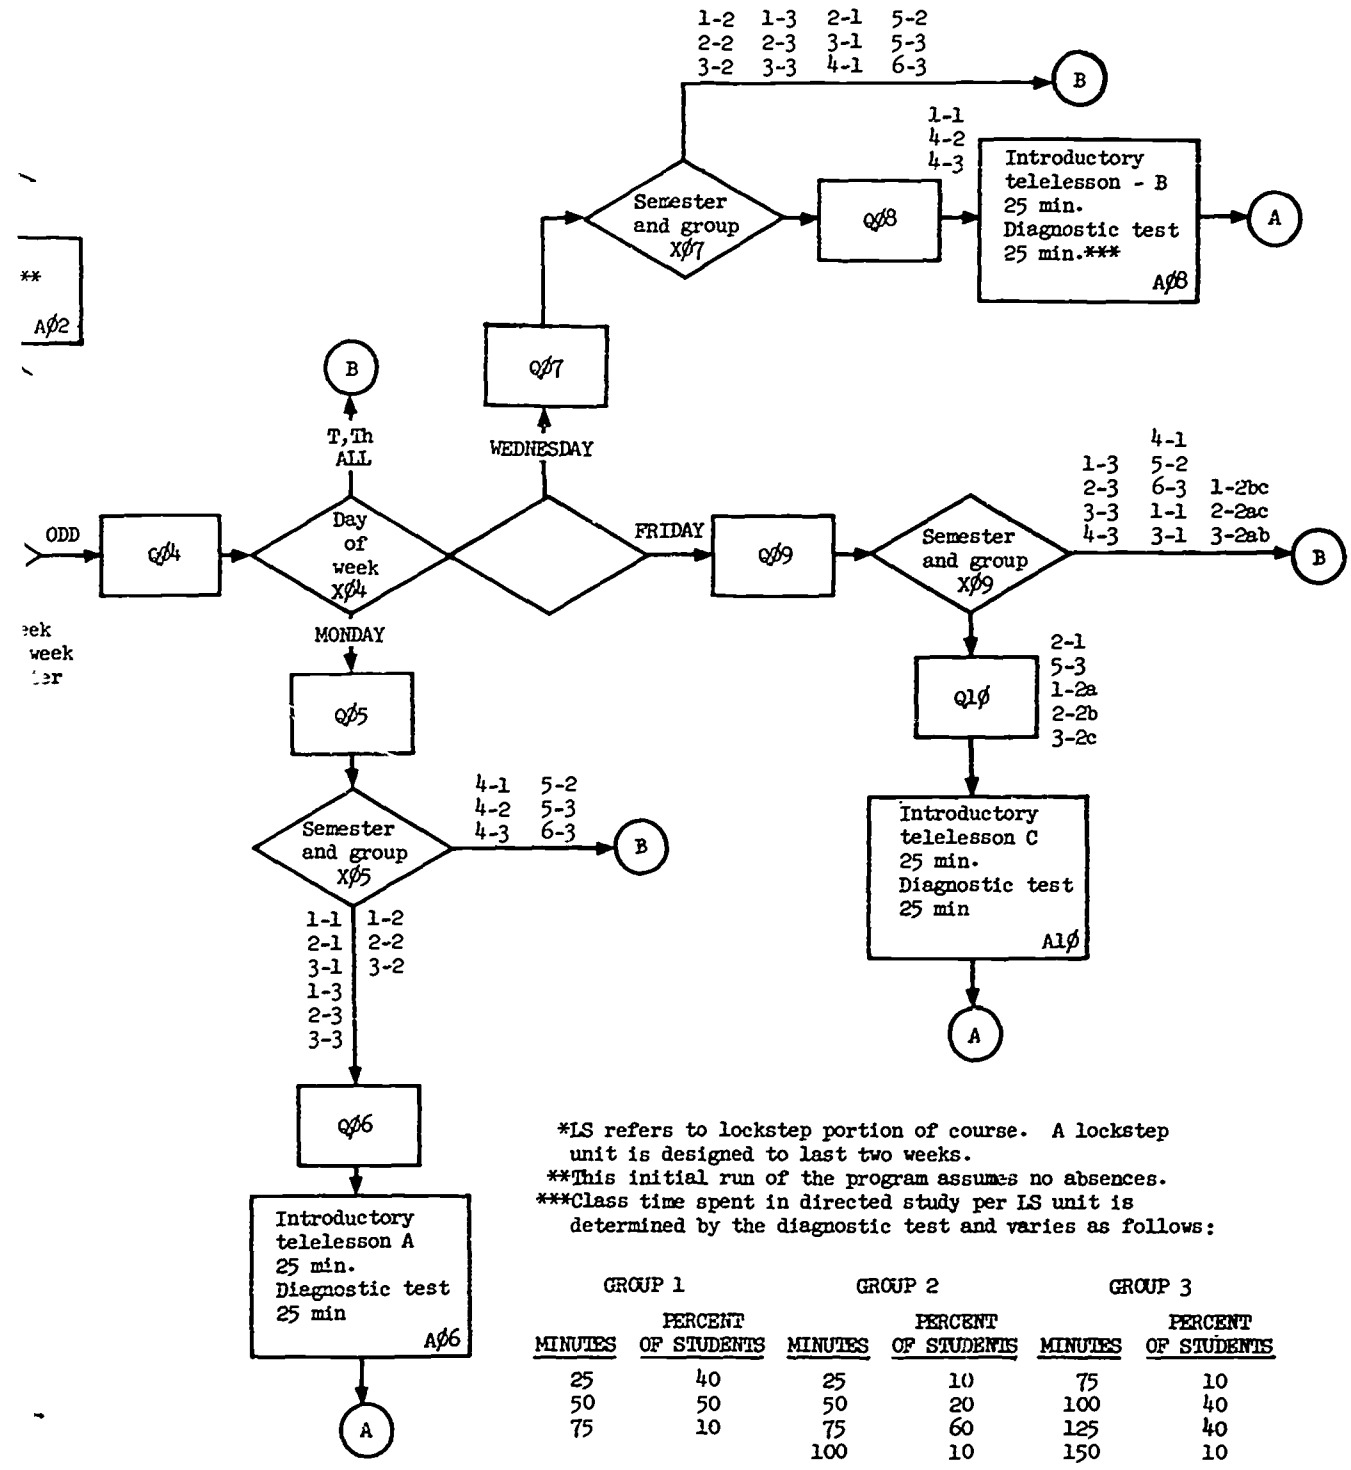 1-2 1-3 2-1 5-2
2-2 2-3 3-1 5-3
3-2 3-3 4-1 6-3
B
1-1
4-2
4-3
Introductory
telelesson - B
25 min.
Diagnostic test
25 min.***
AØ8
A
Semester
and group
XØ7
QØ8
**
AØ2
QØ7
B
T,Th
ALL
WEDNESDAY
ODD
QØ4
Day
of
week
XØ4
FRIDAY
QØ9
Semester
and group
XØ9
4-1
1-3 5-2
2-3 6-3 1-2bc
3-3 1-1 2-2ac
4-3 3-1 3-2ab
B
eek
week
ter
MONDAY
QØ5
Q1Ø
2-1
5-3
1-2a
2-2b
3-2c
Semester
and group
XØ5
4-1 5-2
4-2 5-3
4-3 6-3
B
Introductory
telelesson C
25 min.
Diagnostic test
25 min
A1Ø
A
1-1 1-2
2-1 2-2
3-1 3-2
1-3
2-3
3-3
QØ6
Introductory
telelesson A
25 min.
Diagnostic test
25 min
AØ6
A
*LS refers to lockstep portion of course. A lockstep
unit is designed to last two weeks.
**This initial run of the program assumes no absences.
***Class time spent in directed study per LS unit is
determined by the diagnostic test and varies as follows:
GROUP 1 GROUP 2 GROUP 3
PERCENT PERCENT PERCENT
MINUTES OF STUDENTS MINUTES OF STUDENTS MINUTES OF STUDENTS
25 40 25 10 75 10
50 50 50 20 100 40
75 10 75 60 125 40
100 10 150 10